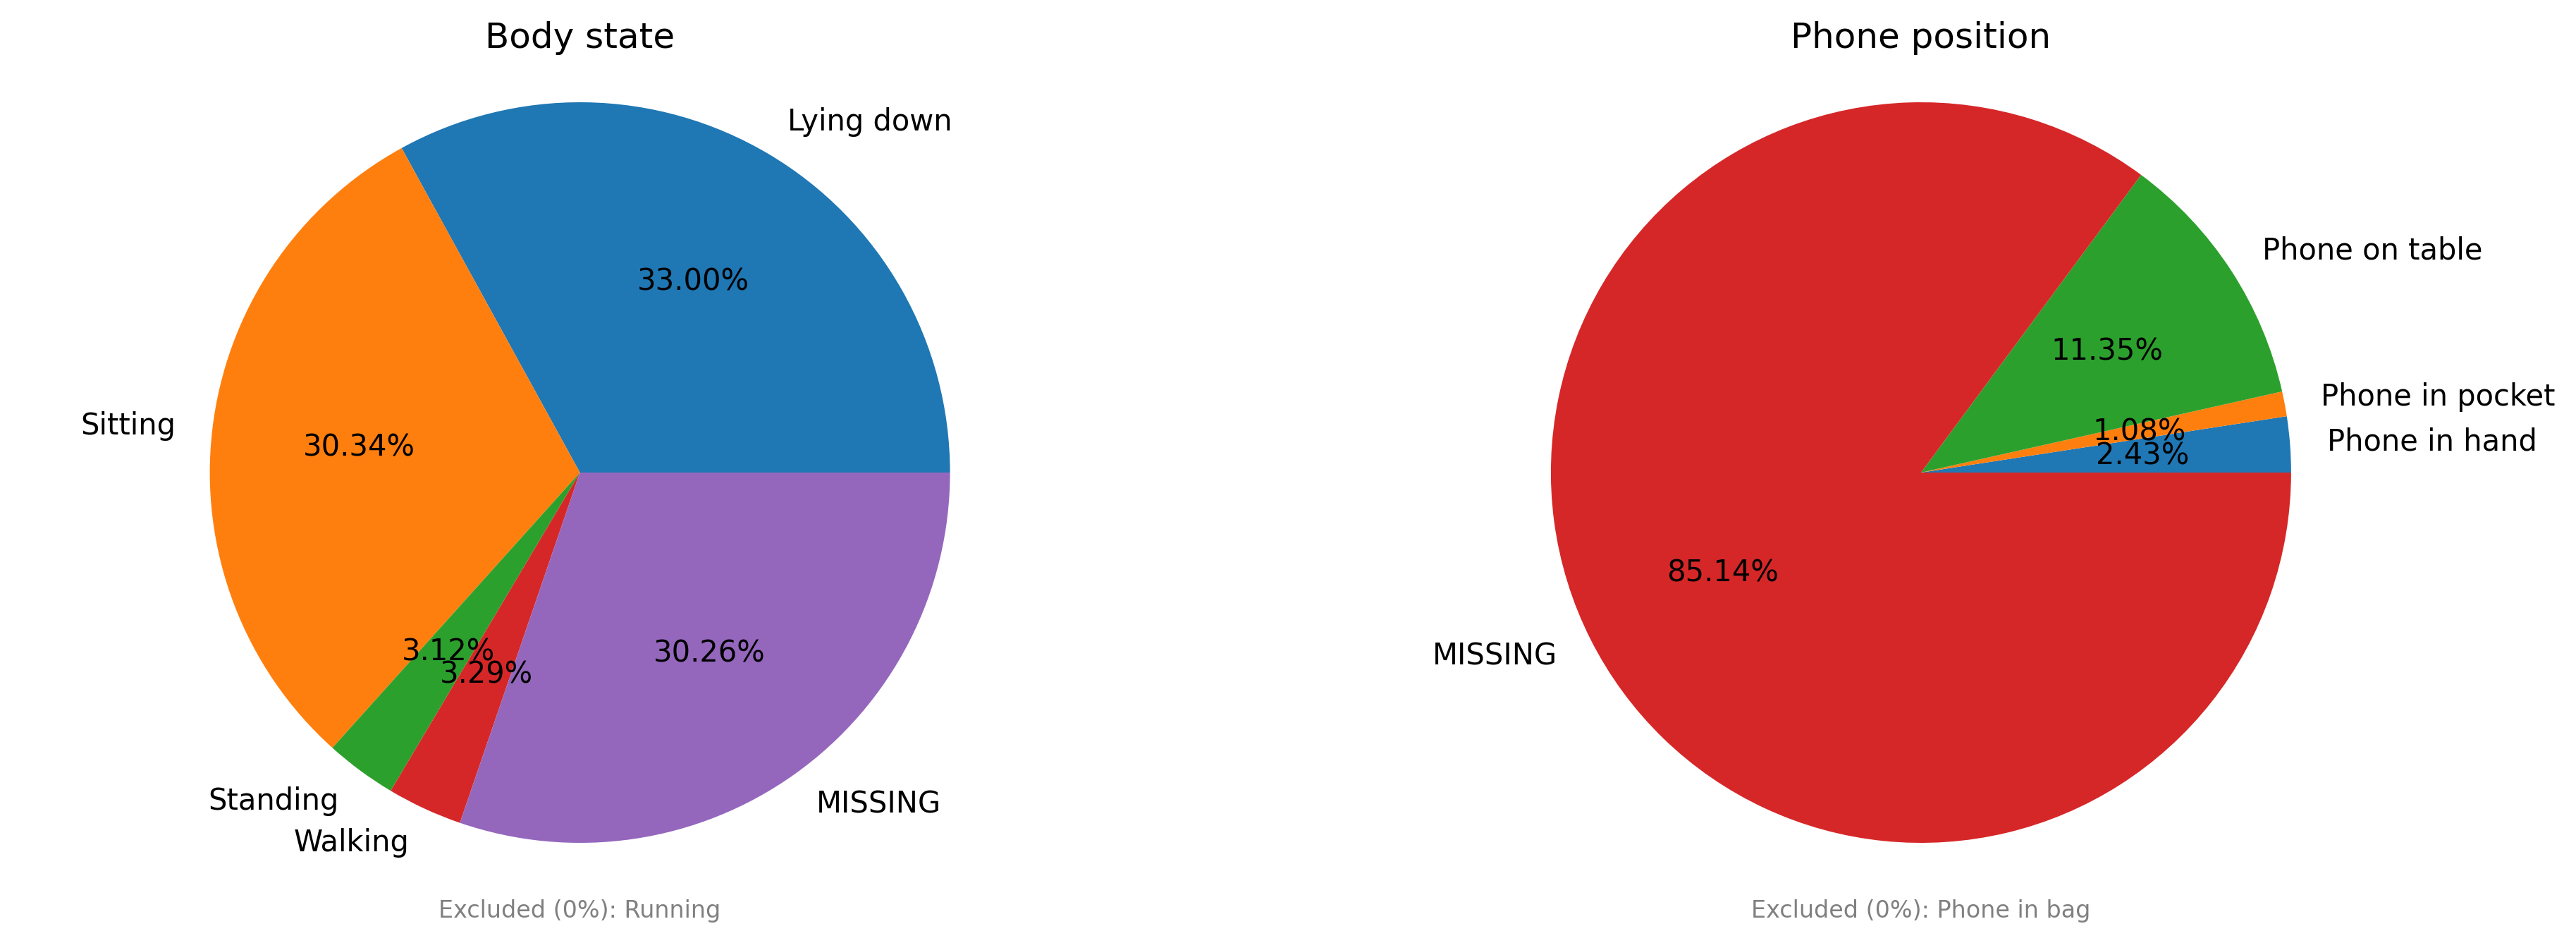 Body state
Lying down
33.00%
Sitting
30.34%
3.12%
3.29%
30.26%
Standing
Walking
MISSING
Excluded (0%): Running
Phone position
Phone on table
11.35%
Phone in pocket
1.08%
Phone in hand
2.43%
85.14%
MISSING
Excluded (0%): Phone in bag